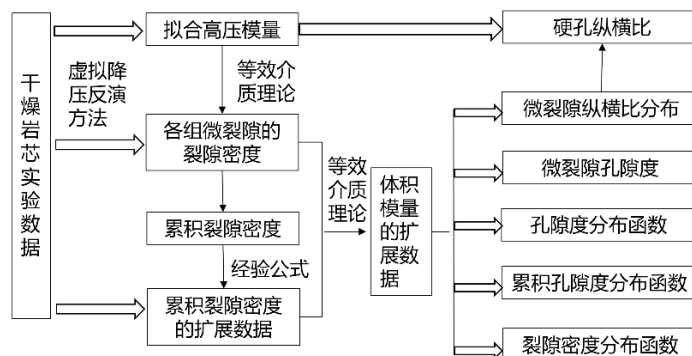 干燥岩芯实验数据
虚拟降
压反演
方法
拟合高压模量
等效介
质理论
各组微裂隙的
裂隙密度
累积裂隙密度
经验公式
累积裂隙密度
的扩展数据
等效
介质
理论
体积
模量
的扩
展数
据
硬孔纵横比
微裂隙纵横比分布
微裂隙孔隙度
孔隙度分布函数
累积孔隙度分布函数
裂隙密度分布函数